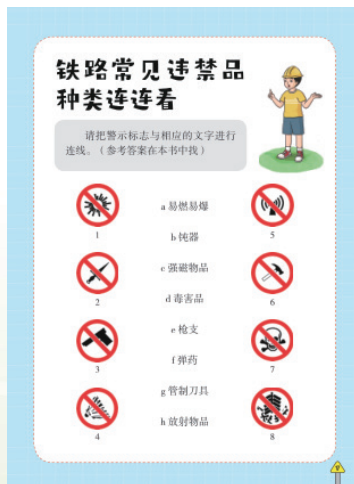 铁路常见违禁品
种类连连看
请把警示标志与相应的文字进行
连线。(参考答案在本书中找)
a 易燃易爆
1
5
b 钝器
c 强磁物品
2
6
d 毒害品
e 枪支
3
7
f 弹药
g 管制刀具
4
8
h 放射物品